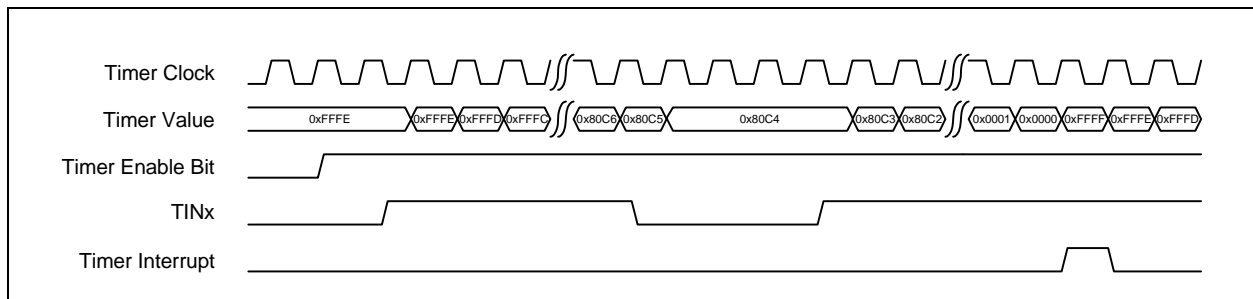 Timer Clock
Timer Value 0xFFFE 0xFFFE 0xFFFD 0xFFFC 0x80C6 0x80C5 0x80C4 0x80C3 0x80C2 0x0001 0x0000 0xFFFF 0xFFFE 0xFFFD
Timer Enable Bit
TINx
Timer Interrupt